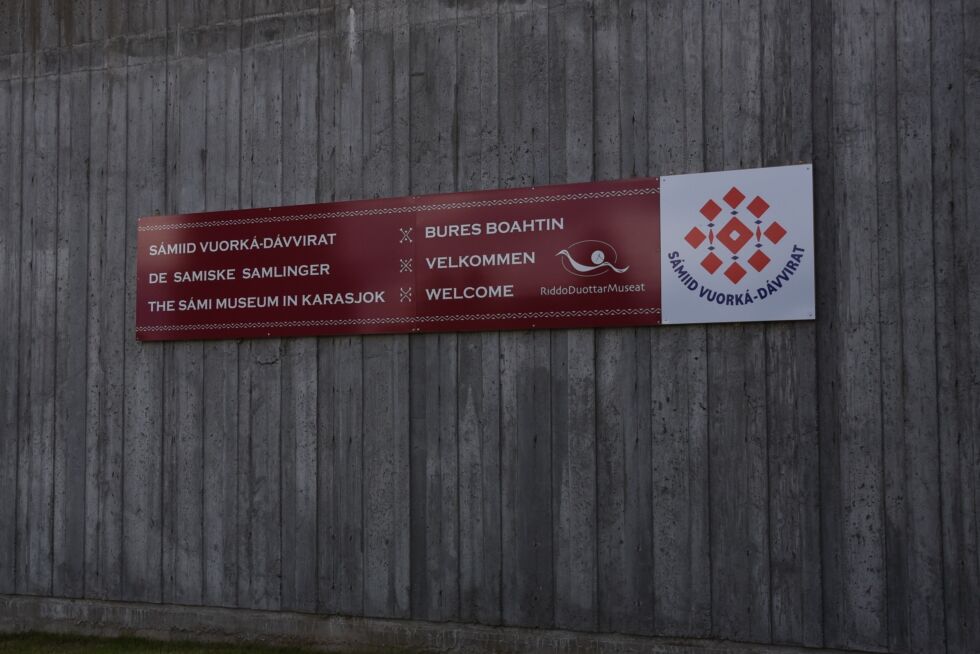 SÁMIID VUORKÁ-DÁVVIRAT
DE SAMISKE SAMLINGER
THE SÁMI MUSEUM IN KARASJOK
BURES BOAHTIN
VELKOMMEN
WELCOME
RiddoDuottarMuseat
SÁMIID VUORKÁ-DÁVVIRAT